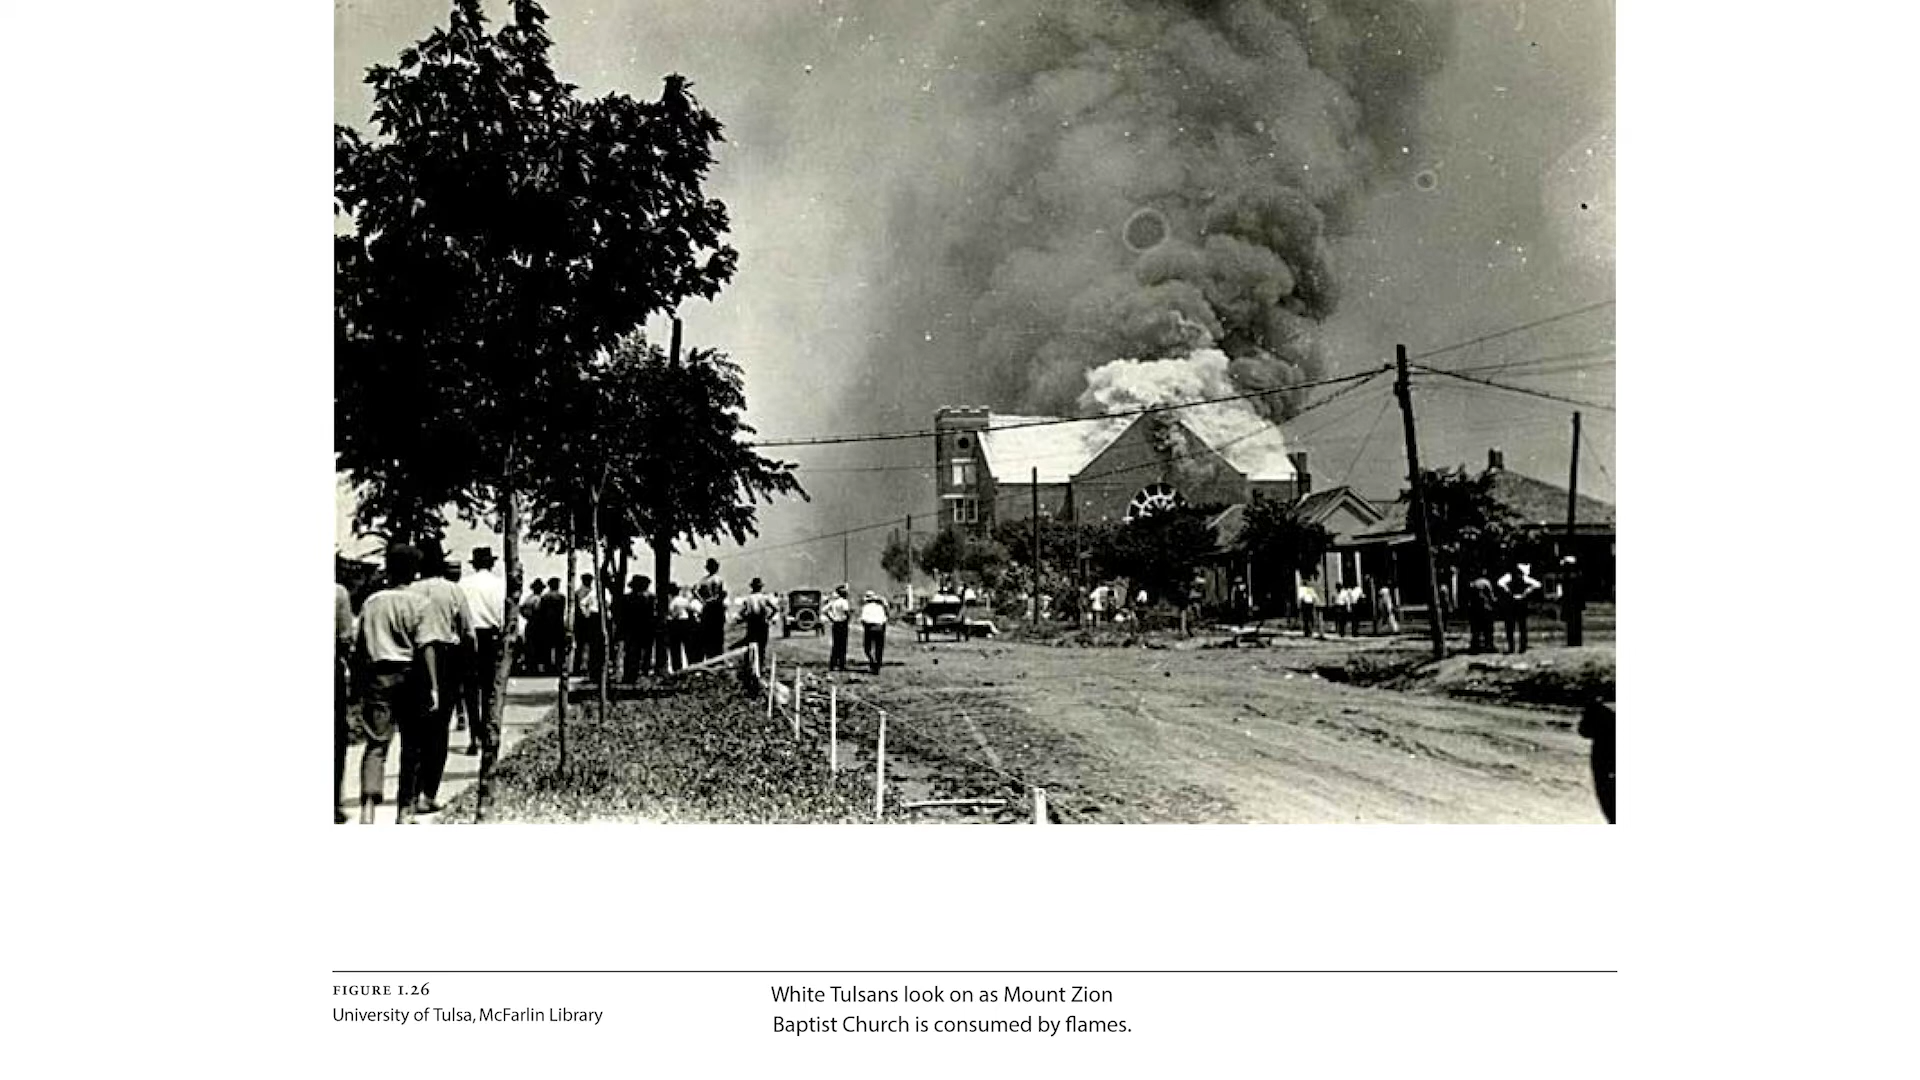 FIGURE 1.26
University of Tulsa, McFarlin Library
White Tulsans look on as Mount Zion
Baptist Church is consumed by flames.